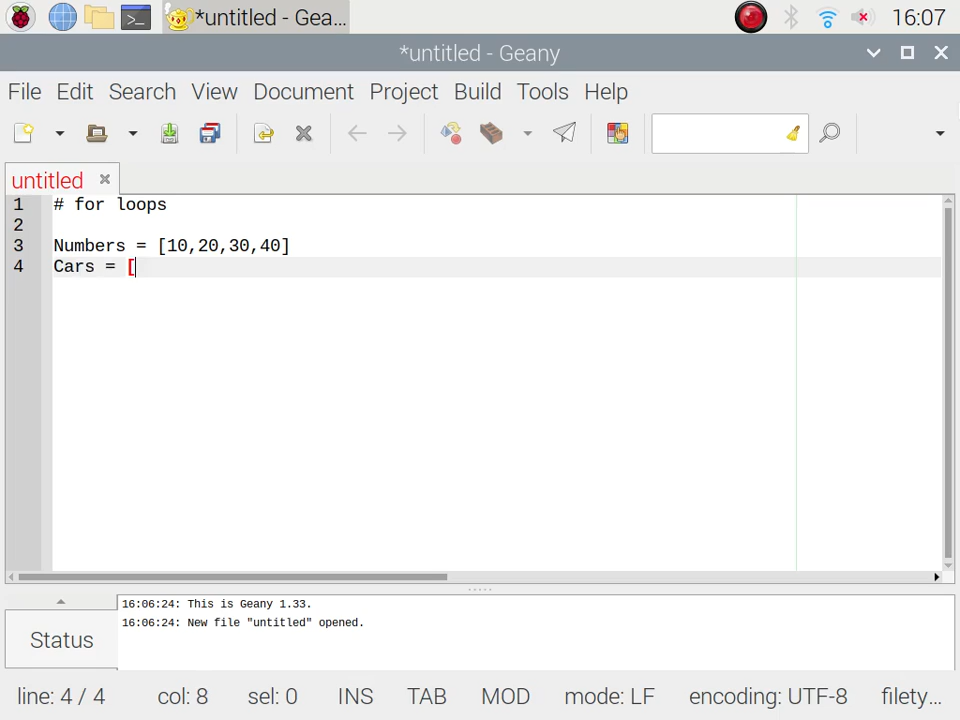 *untitled - Gea...
16:07
*untitled - Geany
File Edit Search View Document Project Build Tools Help
untitled
1 # for loops
2
3 Numbers = [10,20,30,40]
4 Cars = [
16:06:24: This is Geany 1.33.
16:06:24: New file "untitled" opened.
Status
line: 4 / 4 col: 8 sel: 0 INS TAB MOD mode: LF encoding: UTF-8 filety...